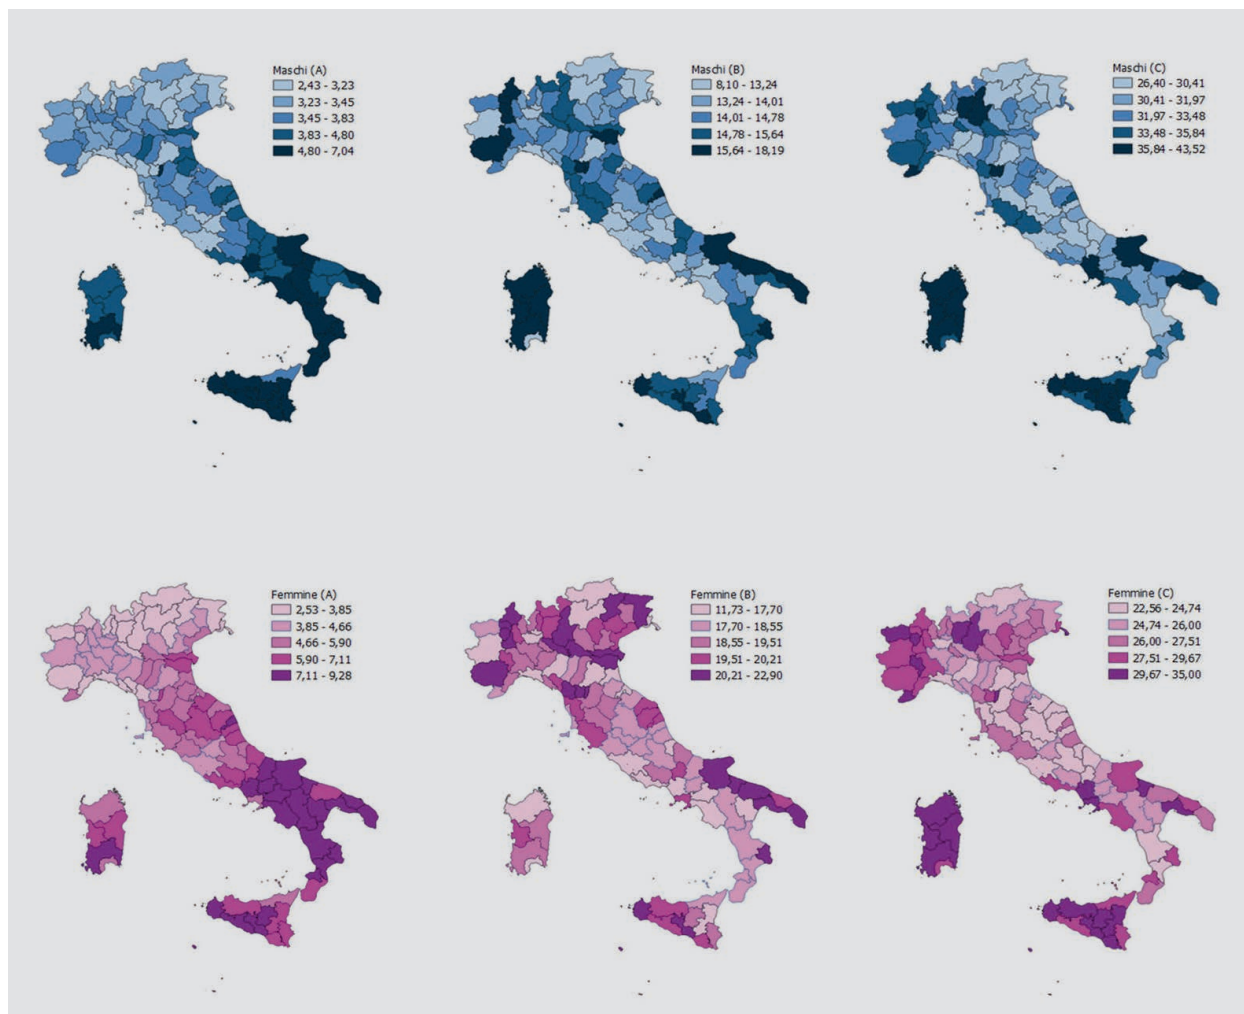 Maschi (A)
2,43 - 3,23
3,23 - 3,45
3,45 - 3,83
3,83 - 4,80
4,80 - 7,04
Maschi (B)
8,10 - 13,24
13,24 - 14,01
14,01 - 14,78
14,78 - 15,64
15,64 - 18,19
Maschi (C)
26,40 - 30,41
30,41 - 31,97
31,97 - 33,48
33,48 - 35,84
35,84 - 43,52
Femmine (A)
2,53 - 3,85
3,85 - 4,66
4,66 - 5,90
5,90 - 7,11
7,11 - 9,28
Femmine (B)
11,73 - 17,70
17,70 - 18,55
18,55 - 19,51
19,51 - 20,21
20,21 - 22,90
Femmine (C)
22,56 - 24,74
24,74 - 26,00
26,00 - 27,51
27,51 - 29,67
29,67 - 35,00